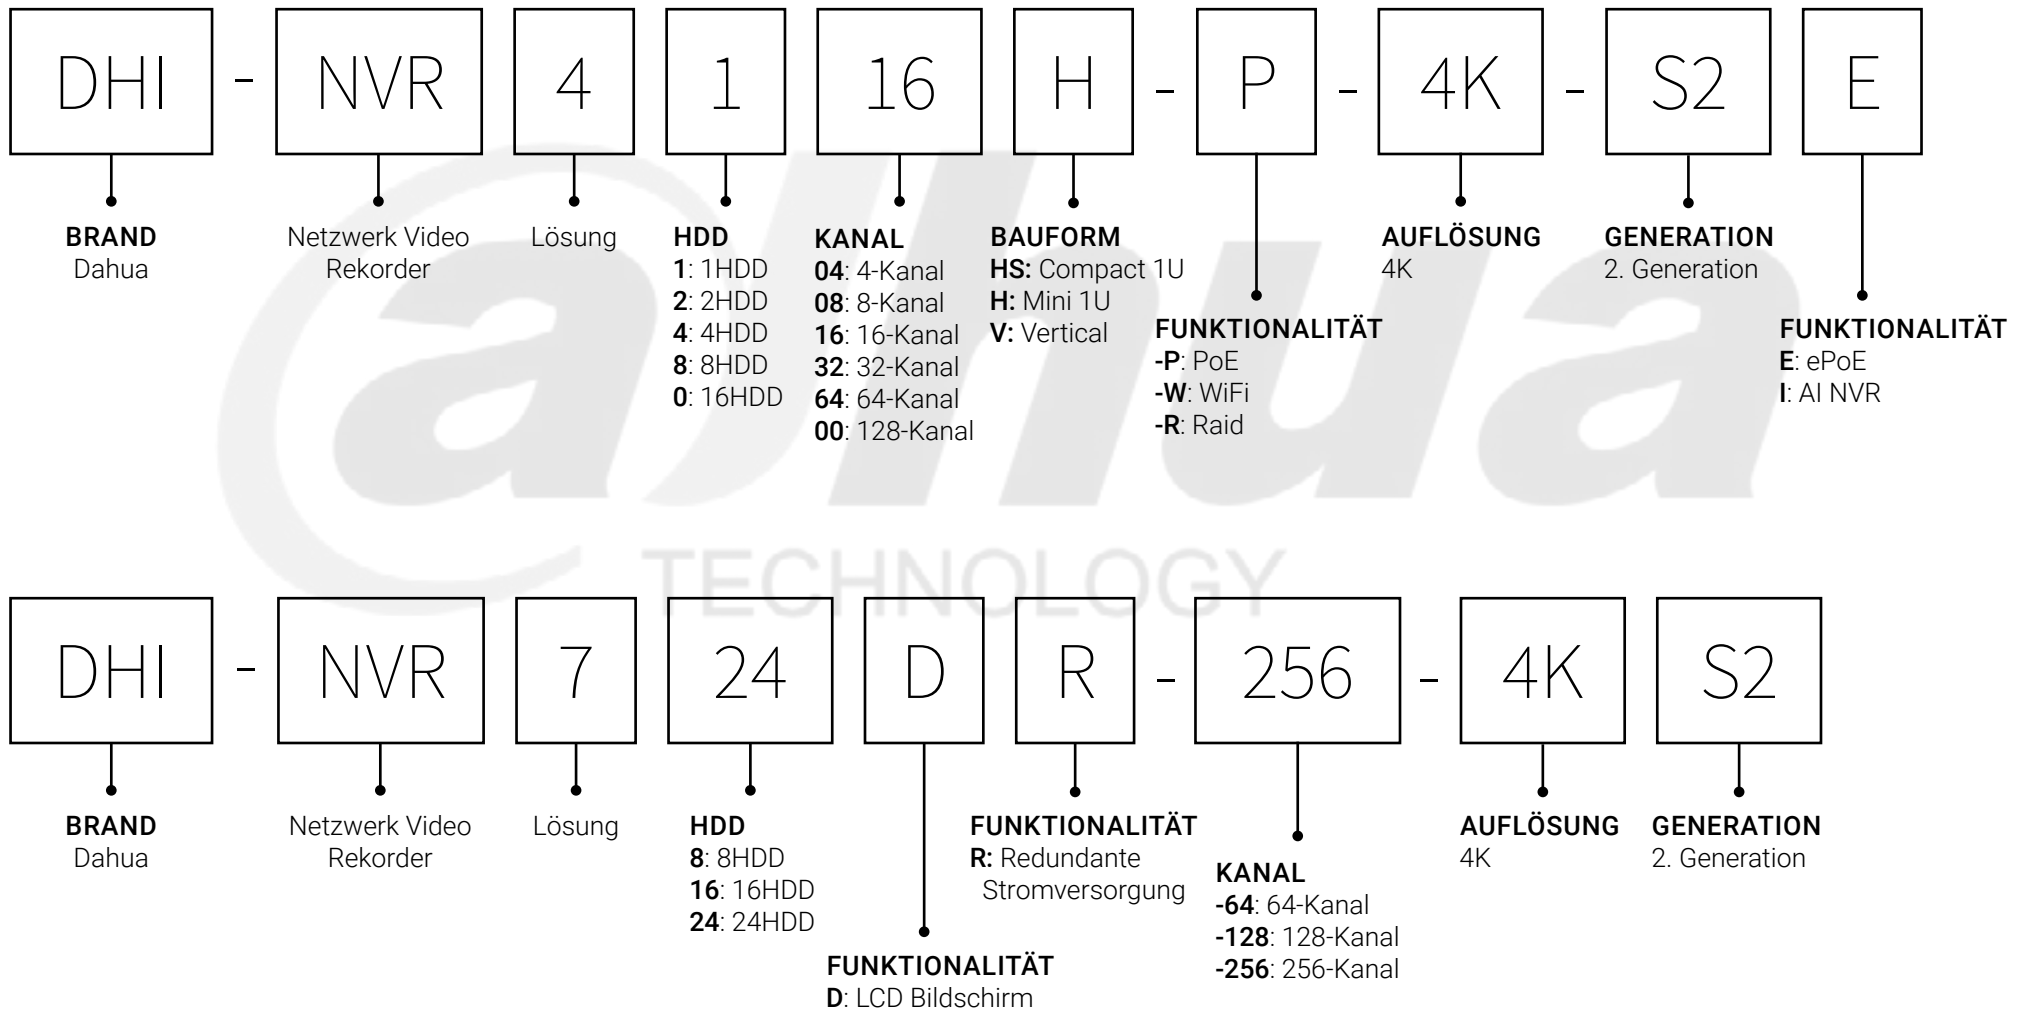 DHI - NVR 4 1 16 H - P - 4K - S2 E
BRAND
Dahua
Netzwerk Video
Rekorder
Lösung
HDD
1: 1HDD
2: 2HDD
4: 4HDD
8: 8HDD
0: 16HDD
KANAL
04: 4-Kanal
08: 8-Kanal
16: 16-Kanal
32: 32-Kanal
64: 64-Kanal
00: 128-Kanal
BAUFORM
HS: Compact 1U
H: Mini 1U
V: Vertical
FUNKTIONALITÄT
-P: PoE
-W: WiFi
-R: Raid
AUFLÖSUNG
4K
GENERATION
2. Generation
FUNKTIONALITÄT
E: ePoE
I: AI NVR
alhua
TECHNOLOGY
DHI - NVR 7 24 D R - 256 - 4K S2
BRAND
Dahua
Netzwerk Video
Rekorder
Lösung
HDD
8: 8HDD
16: 16HDD
24: 24HDD
FUNKTIONALITÄT
D: LCD Bildschirm
FUNKTIONALITÄT
R: Redundante
Stromversorgung
KANAL
-64: 64-Kanal
-128: 128-Kanal
-256: 256-Kanal
AUFLÖSUNG
4K
GENERATION
2. Generation